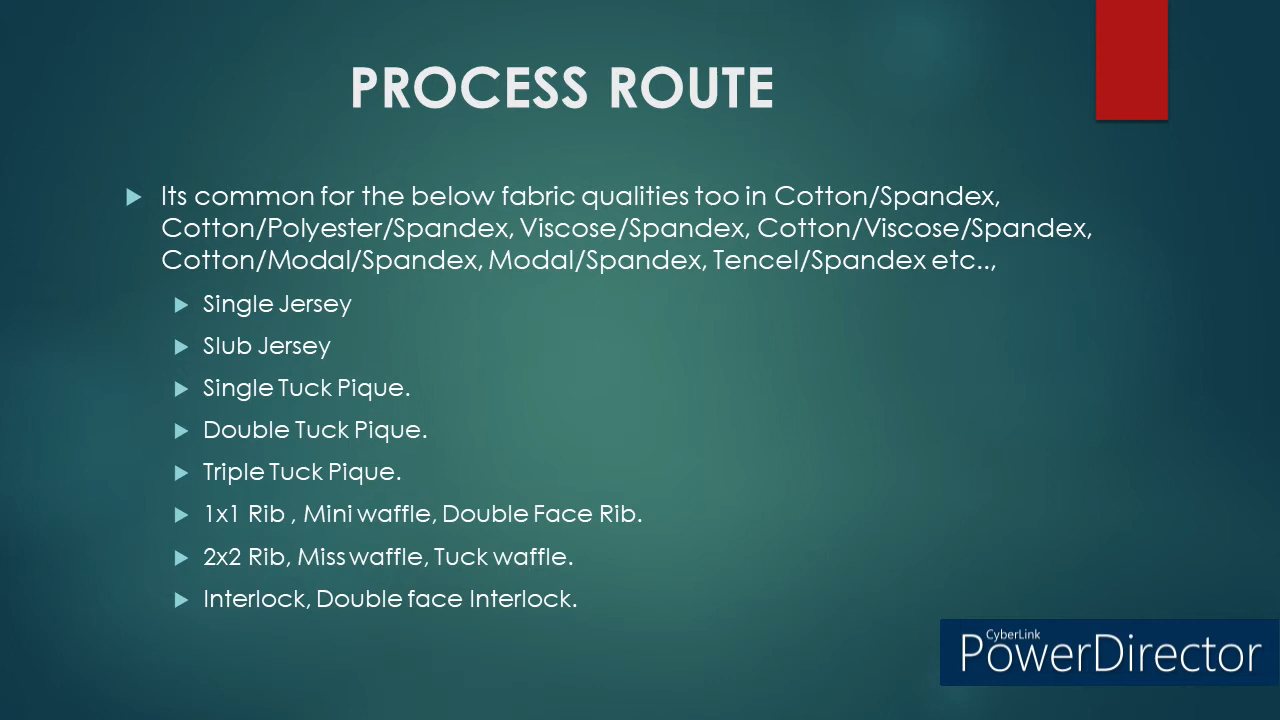 PROCESS ROUTE
Its common for the below fabric qualities too in Cotton/Spandex,
Cotton/Polyester/Spandex, Viscose/Spandex, Cotton/Viscose/Spandex,
Cotton/Modal/Spandex, Modal/Spandex, Tencel/Spandex etc..,
Single Jersey
Slub Jersey
Single Tuck Pique.
Double Tuck Pique.
Triple Tuck Pique.
1x1 Rib , Mini waffle, Double Face Rib.
2x2 Rib, Miss waffle, Tuck waffle.
Interlock, Double face Interlock.
CyberLink
PowerDirector